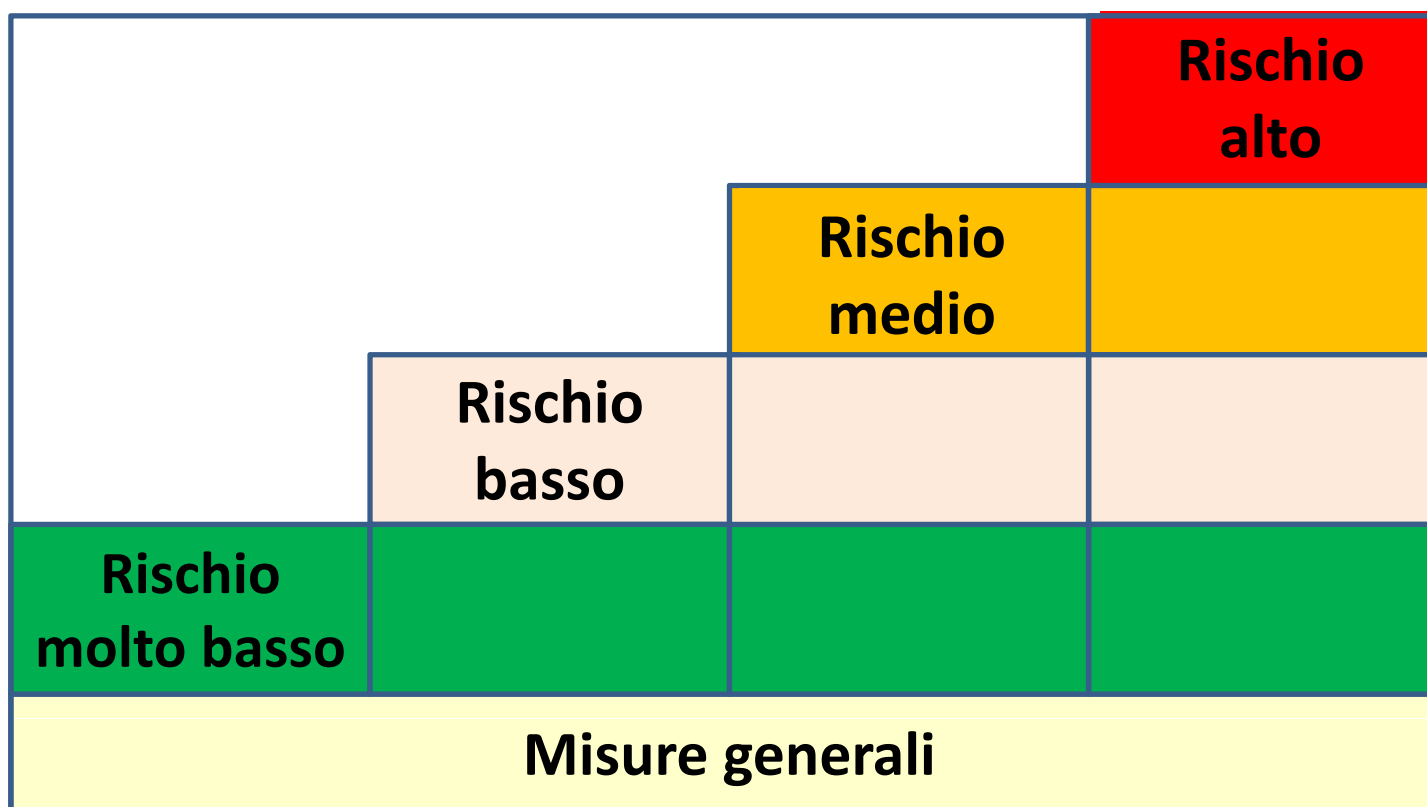 Rischio
alto
Rischio
medio
Rischio
basso
Rischio
molto basso
Misure generali